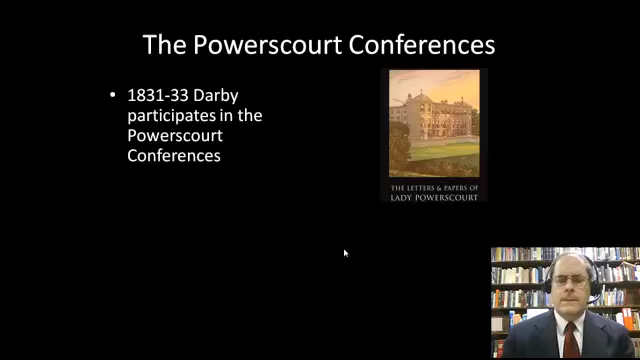 The Powerscourt Conferences
• 1831-33 Darby
participates in the
Powerscourt
Conferences
THE LETTERS & PAPERS OF
LADY POWERSCOURT